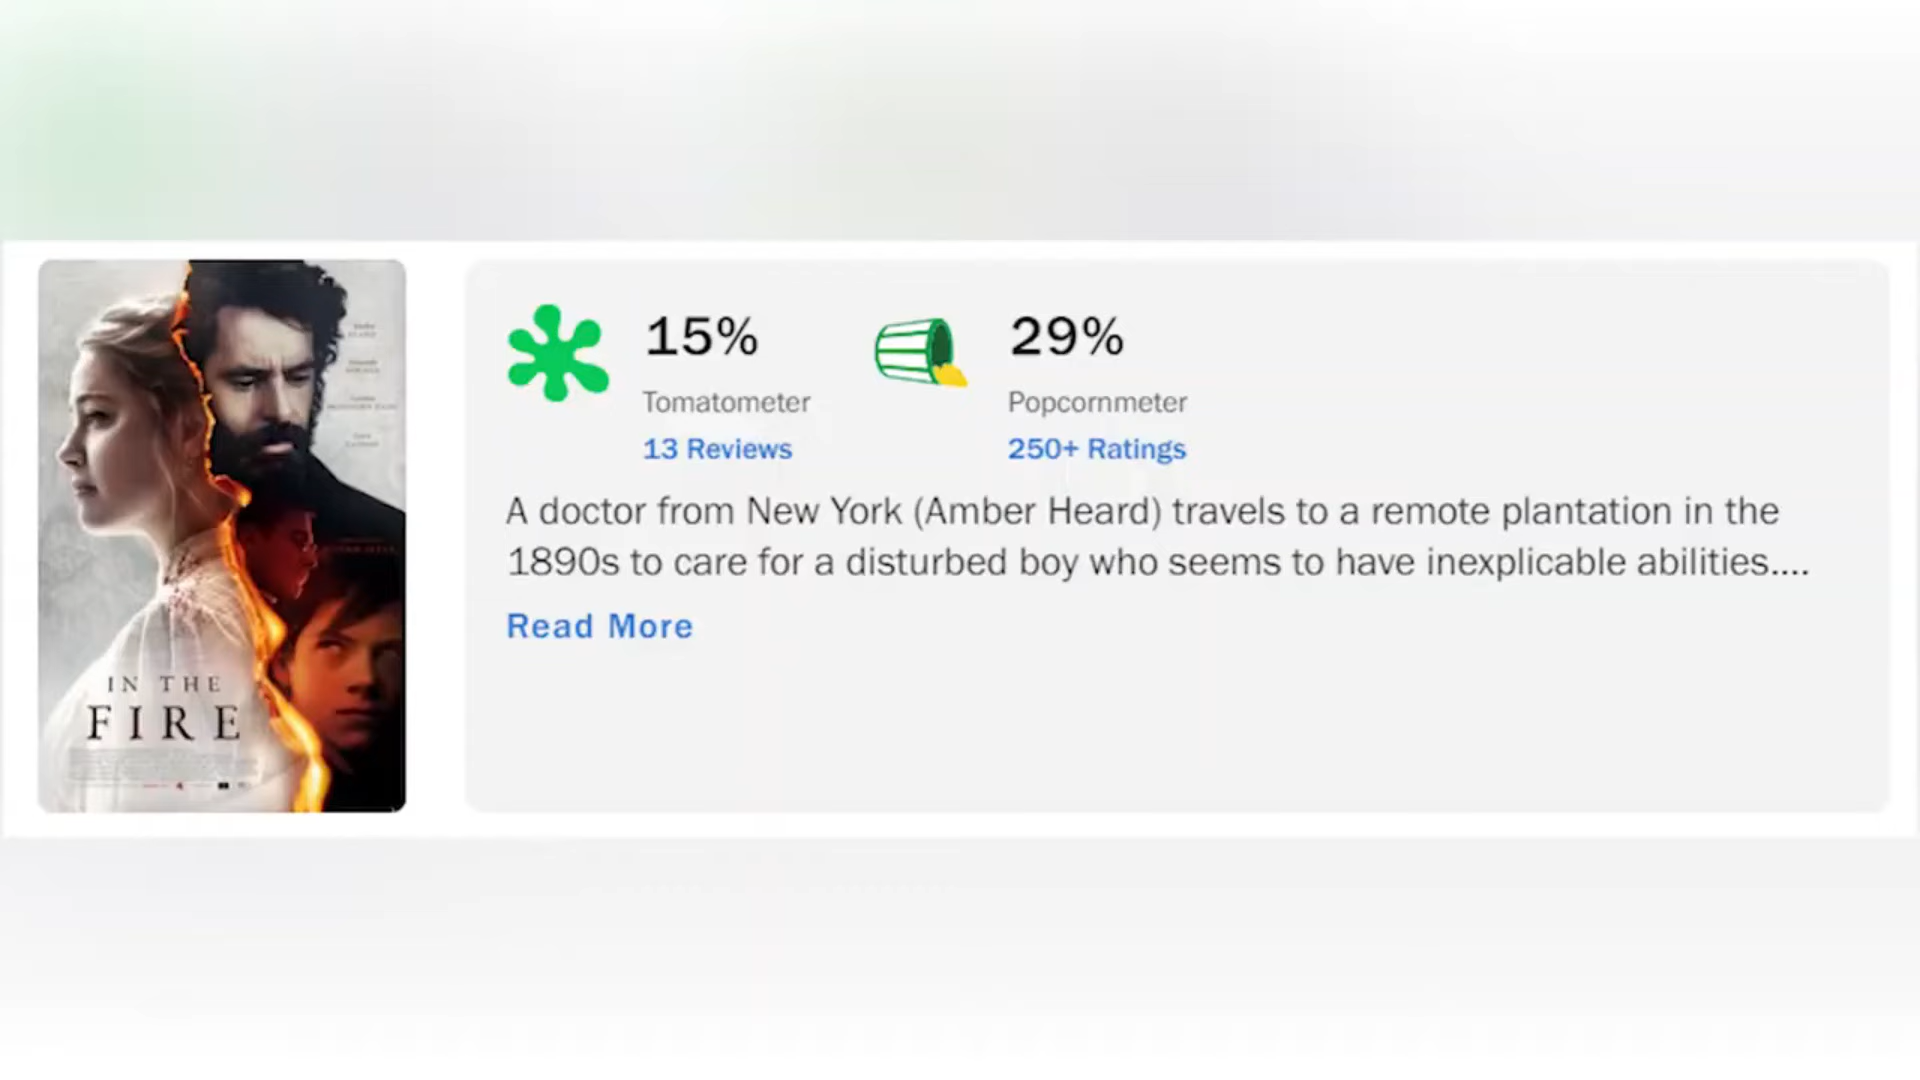 15%
29%
Tomatometer
Popcornmeter
13 Reviews
250+ Ratings
A doctor from New York (Amber Heard) travels to a remote plantation in the
1890s to care for a disturbed boy who seems to have inexplicable abilities....
Read More
IN THE
FIRE